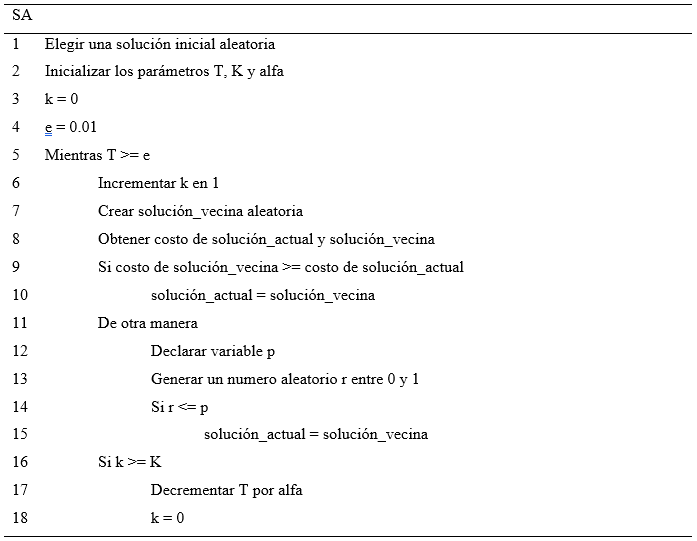 SA
1 Elegir una solución inicial aleatoria
2 Inicializar los parámetros T, K y alfa
3 k = 0
4 e = 0.01
5 Mientras T >= e
6 Incrementar k en 1
7 Crear solución_vecina aleatoria
8 Obtener costo de solución_actual y solución_vecina
9 Si costo de solución_vecina >= costo de solución_actual
10 solución_actual = solución_vecina
11 De otra manera
12 Declarar variable p
13 Generar un numero aleatorio r entre 0 y 1
14 Si r <= p
15 solución_actual = solución_vecina
16 Si k >= K
17 Decrementar T por alfa
18 k = 0